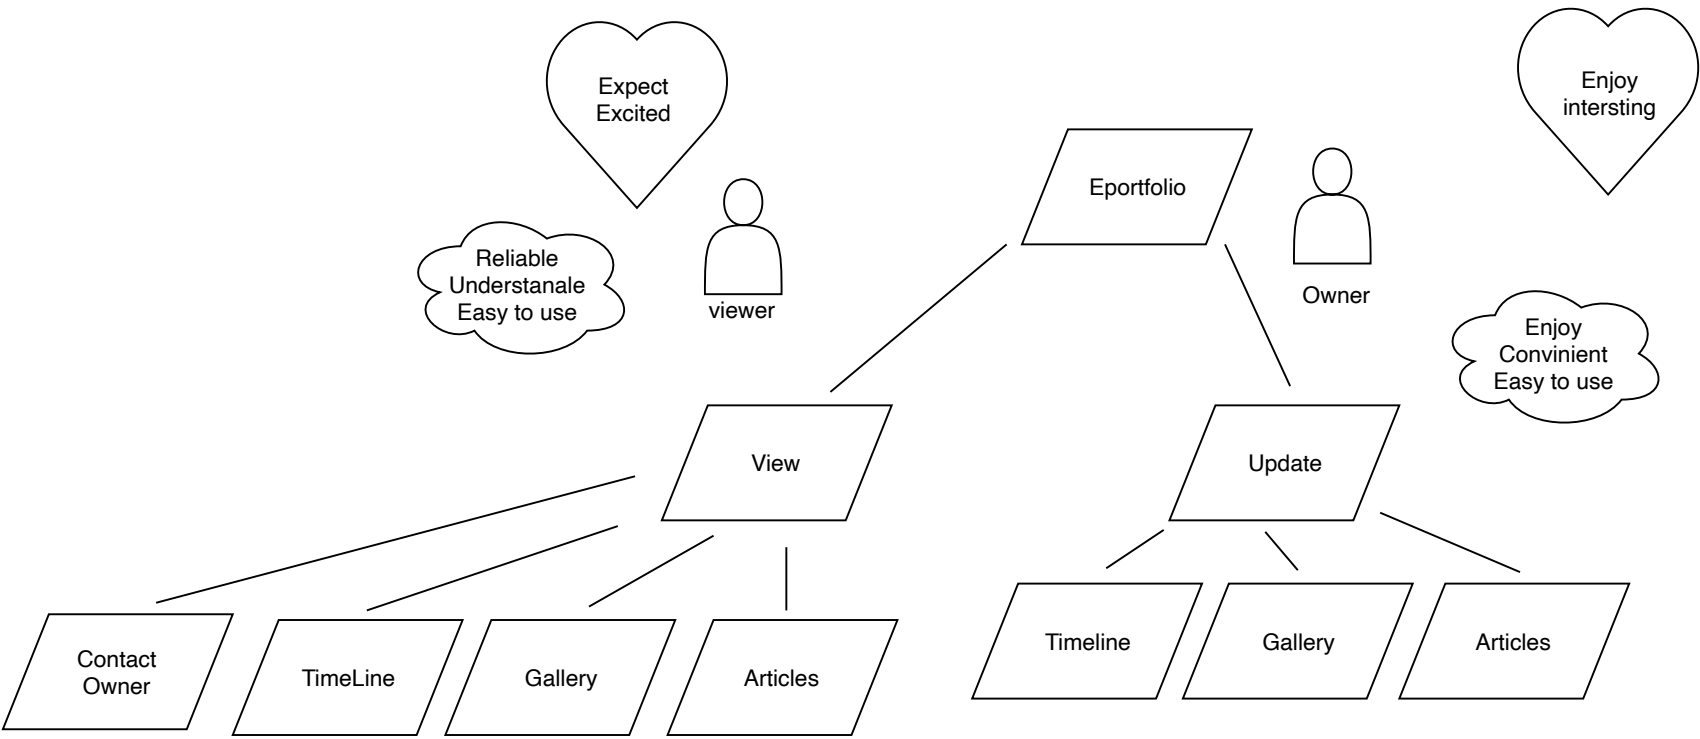 Expect
Excited
Enjoy
intersting
Eportfolio
Reliable
Understanale
Easy to use
viewer
Owner
Enjoy
Convinient
Easy to use
View
Update
Contact
Owner
TimeLine
Gallery
Articles
Timeline
Gallery
Articles